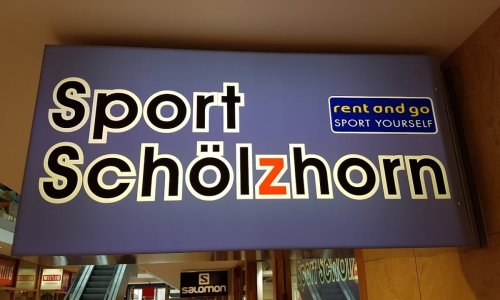 Sport
Schölzhorn
rent and go
SPORT YOURSELF
SALOMON